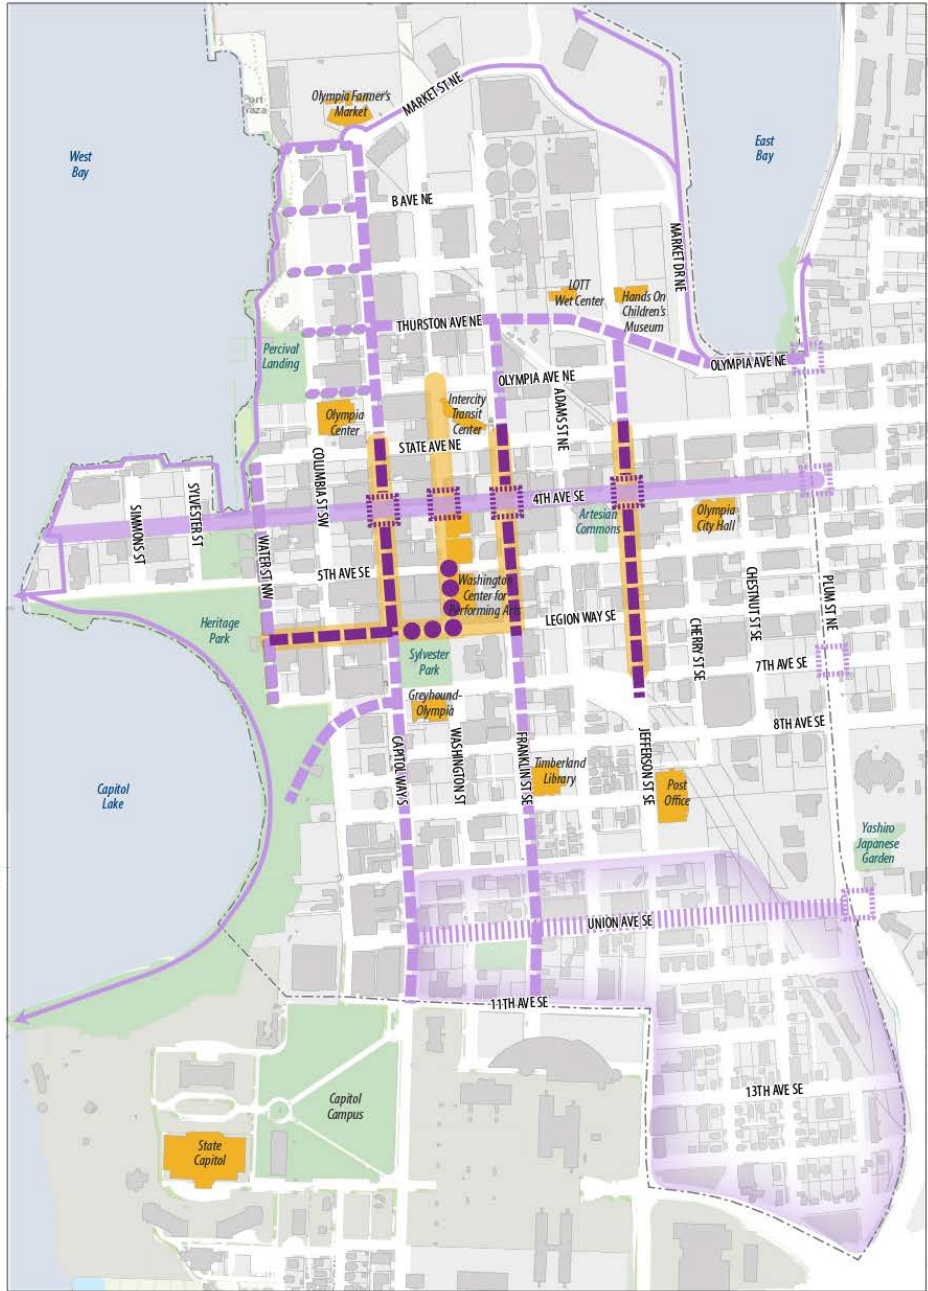 Olympia Farmer's
Market
MARKET ST NE
West
Bay
East
Bay
B AVE NE
MARKET DR NE
LOTT
Wet Center
Hands On
Children's
Museum
THURSTON AVE NE
Percival
Landing
OLYMPIA AVE NE
OLYMPIA AVE NE
Intercity
Transit
Center
ADAMS ST NE
Olympia
Center
STATE AVE NE
COLUMBIA ST SW
SYLVESTER ST
SIMMONS ST
4TH AVE SE
Artesian
Commons
Olympia
City Hall
WATER ST NW
5TH AVE SE
Washington
Center for
Performing Arts
CHESTNUT ST SE
PLUM ST NE
Heritage
Park
LEGION WAY SE
CHERRY ST SE
Sylvester
Park
7TH AVE SE
Greyhound-
Olympia
8TH AVE SE
CAPITOL WAY S
WASHINGTON ST
FRANKLIN ST SE
JEFFERSON ST SE
Timberland
Library
Post
Office
Capitol
Lake
Yashiro
Japanese
Garden
UNION AVE SE
11TH AVE SE
13TH AVE SE
Capitol
Campus
State
Capitol